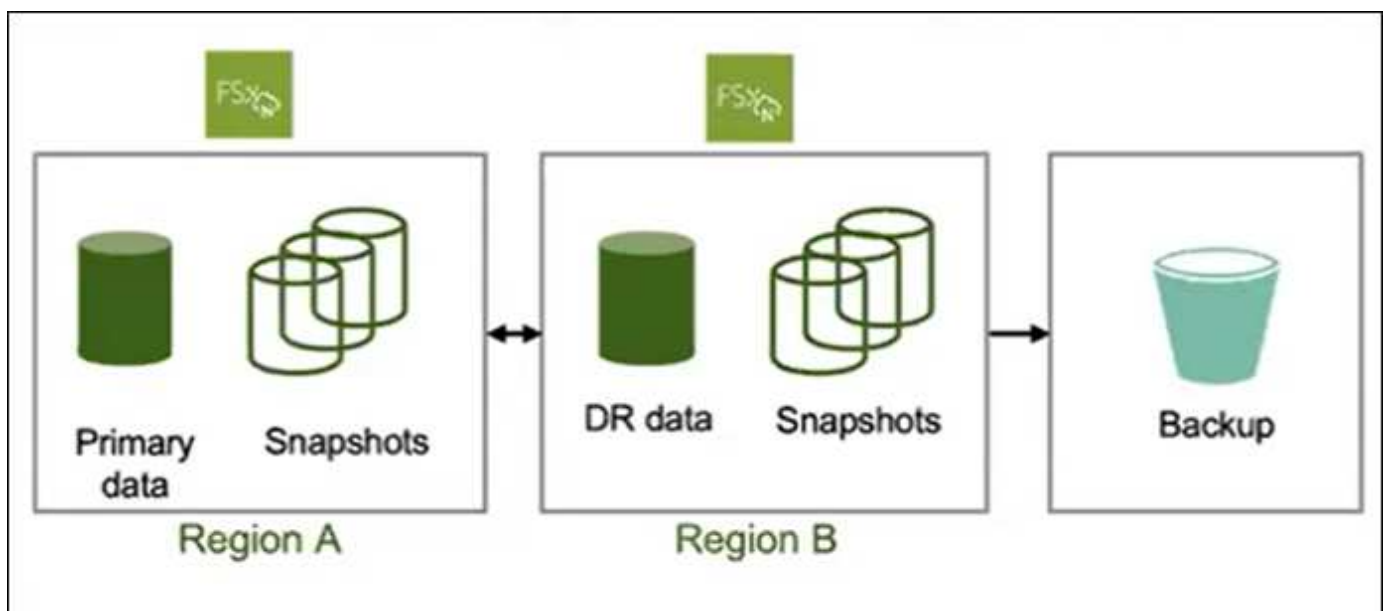 FSx
N
FSx
N
Primary
data
Snapshots
DR data
Snapshots
Backup
Region A
Region B